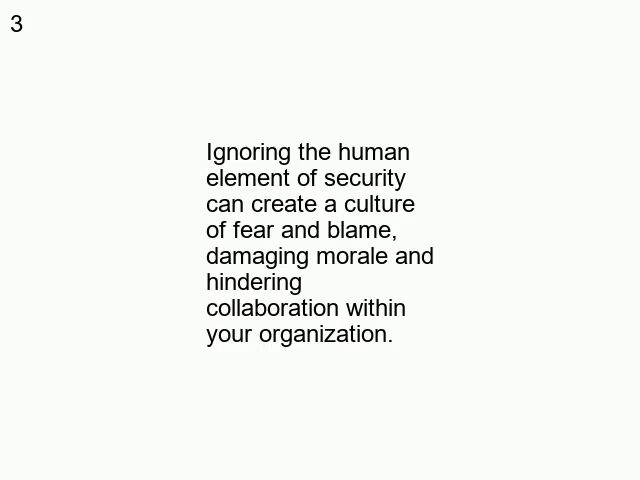 3
Ignoring the human
element of security
can create a culture
of fear and blame,
damaging morale and
hindering
collaboration within
your organization.